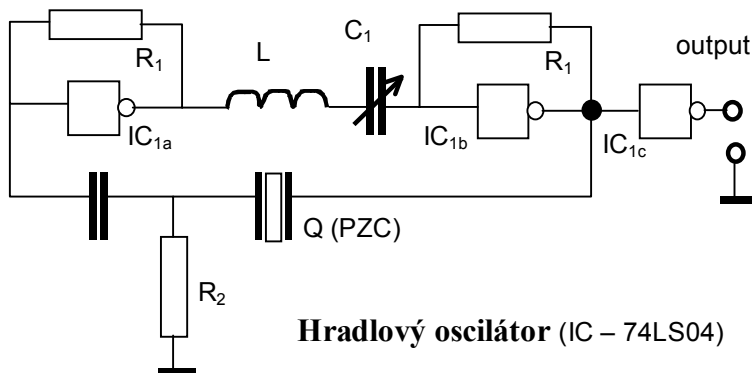 L
C1
output
R1
R1
IC1a
IC1b
IC1c
Q (PZC)
R2
Hradlový oscilátor (IC – 74LS04)